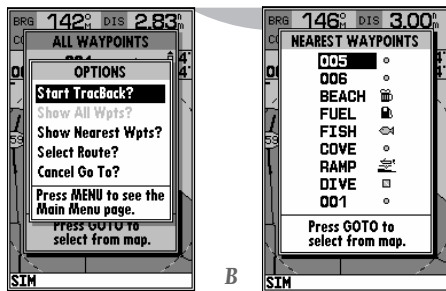 BRG 142° M DIS 2.83 n m
ALL WAYPOINTS
OPTIONS
Start TracBack?
Show All Wpts?
Show Nearest Wpts?
Select Route?
Cancel Go To?
Press MENU to see the
Main Menu page.
Press GOTO to
select from map.
SIM
B
BRG 146° M DIS 3.00 n m
NEAREST WAYPOINTS
005
006
BEACH
FUEL
FISH
COVE
RAMP
DIVE
001
Press GOTO to
select from map.
SIM